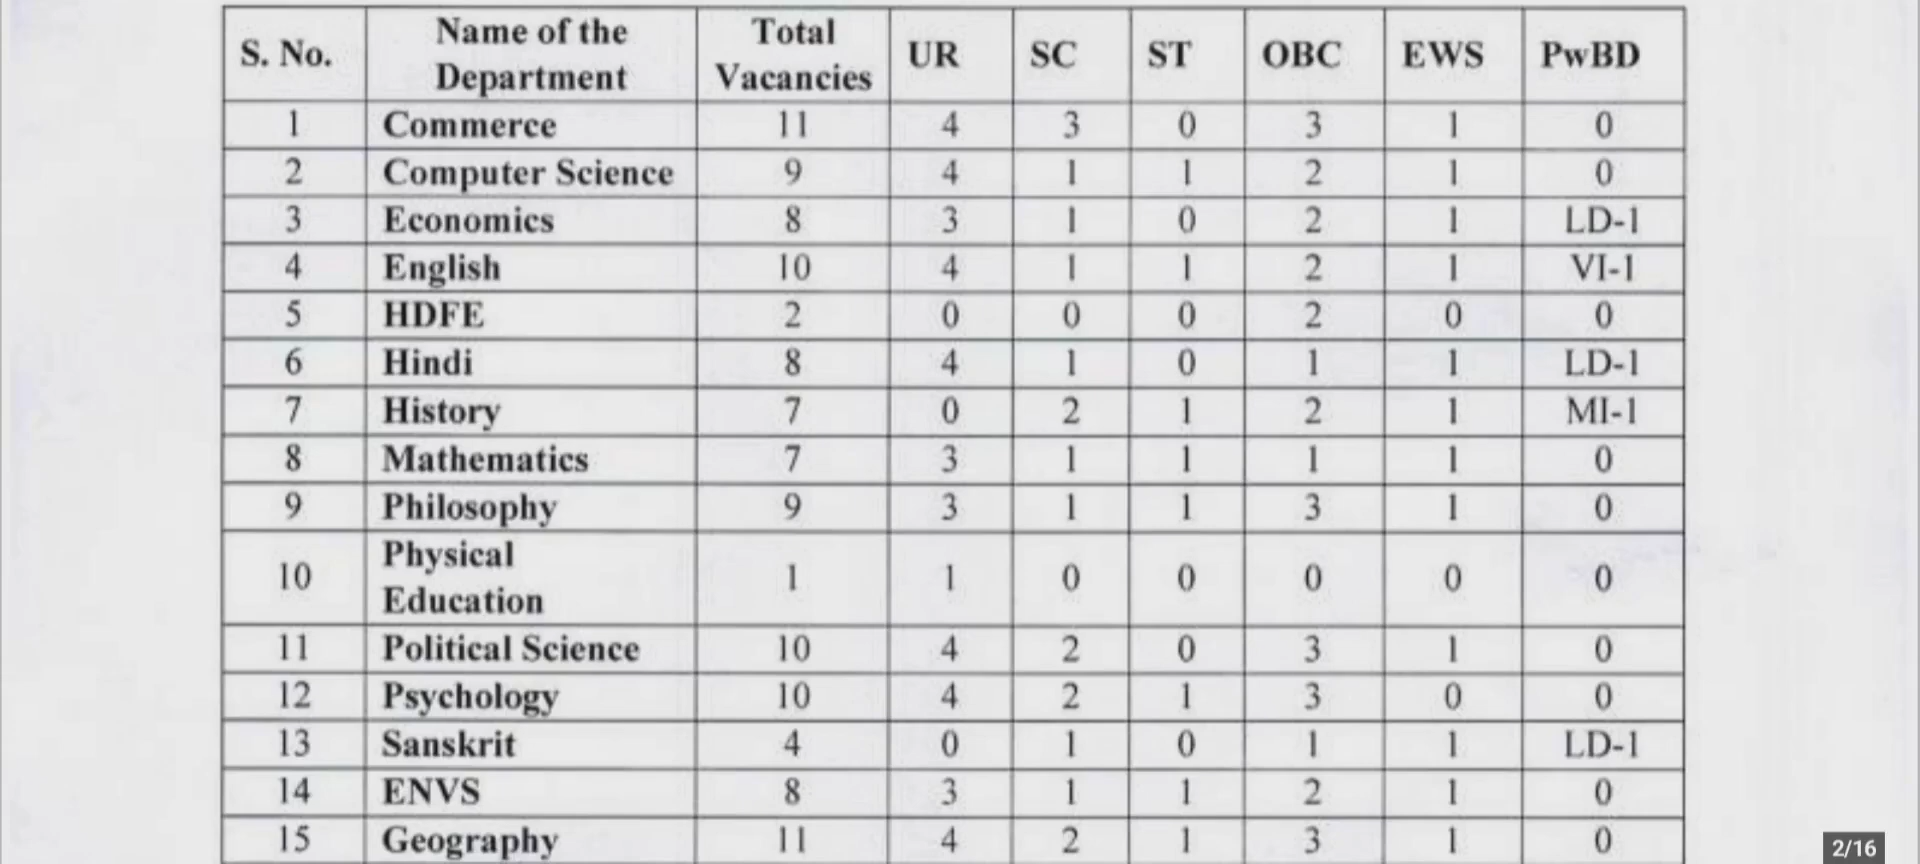 S. No. Name of the Department Total Vacancies UR SC ST OBC EWS PwBD
1 Commerce 11 4 3 0 3 1 0
2 Computer Science 9 4 1 1 2 1 0
3 Economics 8 3 1 0 2 1 LD-1
4 English 10 4 1 1 2 1 VI-1
5 HDFE 2 0 0 0 2 0 0
6 Hindi 8 4 1 0 1 1 LD-1
7 History 7 0 2 1 2 1 MI-1
8 Mathematics 7 3 1 1 1 1 0
9 Philosophy 9 3 1 1 3 1 0
10 Physical Education 1 1 0 0 0 0 0
11 Political Science 10 4 2 0 3 1 0
12 Psychology 10 4 2 1 3 0 0
13 Sanskrit 4 0 1 0 1 1 LD-1
14 ENVS 8 3 1 1 2 1 0
15 Geography 11 4 2 1 3 1 0
2/16